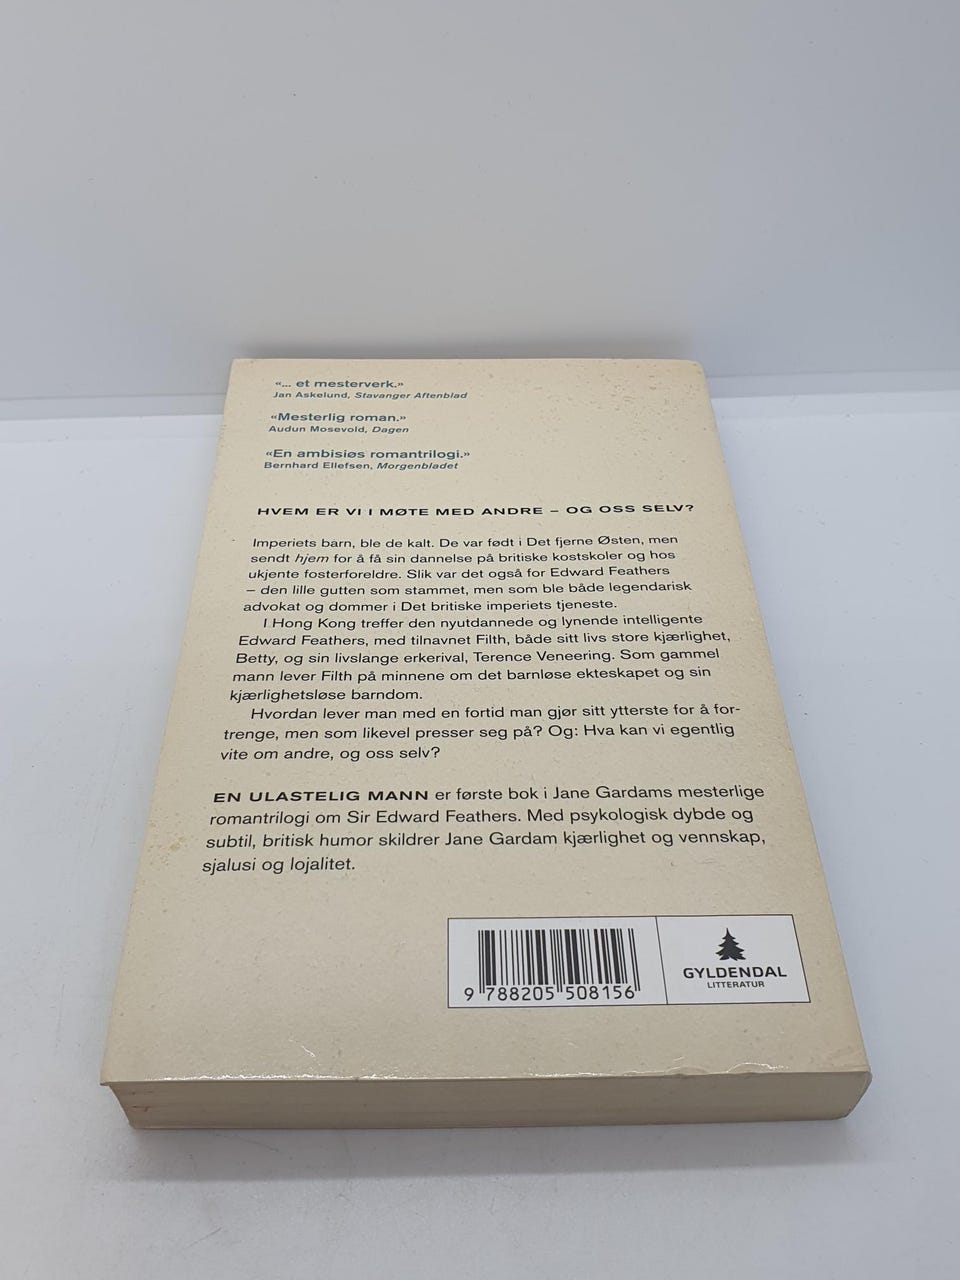 «... et mesterverk.»
Jan Askelund, Stavanger Aftenblad
«Mesterlig roman.»
Audun Mosevold, Dagen
«En ambisiøs romantrilogi.»
Bernhard Ellefsen, Morgenbladet
HVEM ER VI I MØTE MED ANDRE – OG OSS SELV?
Imperiets barn, ble de kalt. De var født i Det fjerne Østen, men
sendt hjem for å få sin dannelse på britiske kostskoler og hos
ukjente fosterforeldre. Slik var det også for Edward Feathers
– den lille gutten som stammet, men som ble både legendarisk
advokat og dommer i Det britiske imperiets tjeneste.
I Hong Kong treffer den nyutdannede og lynende intelligente
Edward Feathers, med tilnavnet Filth, både sitt livs store kjærlighet,
Betty, og sin livslange erkerival, Terence Veneering. Som gammel
mann lever Filth på minnene om det barnløse ekteskapet og sin
kjærlighetsløse barndom.
Hvordan lever man med en fortid man gjør sitt ytterste for å for-
trenge, men som likevel presser seg på? Og: Hva kan vi egentlig
vite om andre, og oss selv?
EN ULASTELIG MANN er første bok i Jane Gardams mesterlige
romantrilogi om Sir Edward Feathers. Med psykologisk dybde og
subtil, britisk humor skildrer Jane Gardam kjærlighet og vennskap,
sjalusi og lojalitet.
9 788205 508156
GYLDENDAL
LITTERATUR